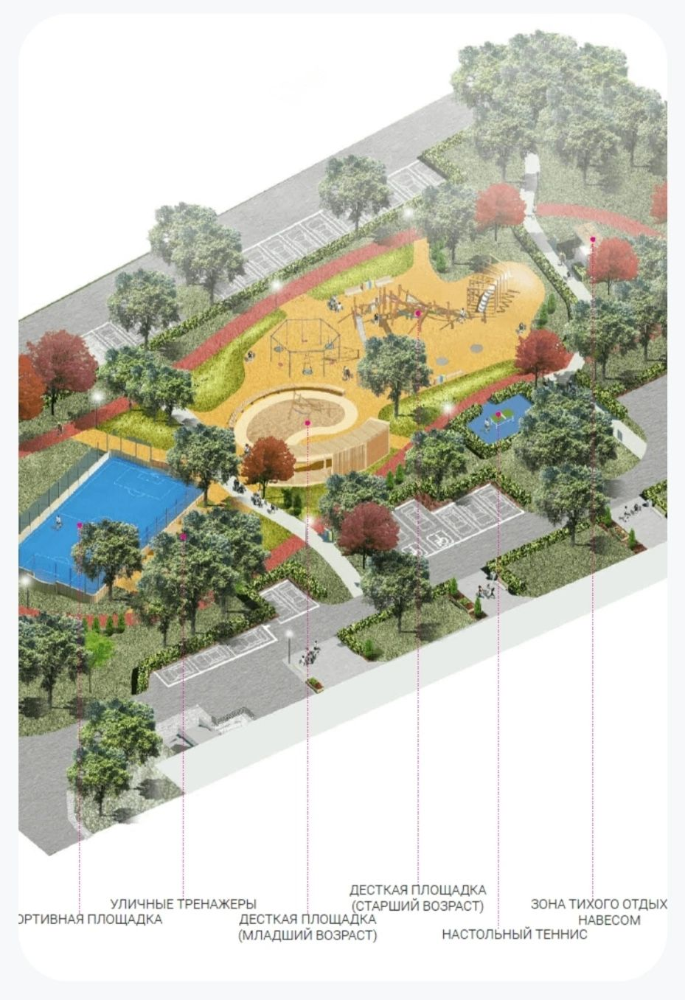 ДЕСТКАЯ ПЛОЩАДКА
(СТАРШИЙ ВОЗРАСТ)
УЛИЧНЫЕ ТРЕНАЖЕРЫ
ОРТИВНАЯ ПЛОЩАДКА
ДЕСТКАЯ ПЛОЩАДКА
(МЛАДШИЙ ВОЗРАСТ)
НАСТОЛЬНЫЙ ТЕННИС
ЗОНА ТИХОГО ОТДЫХ
НАВЕСОМ